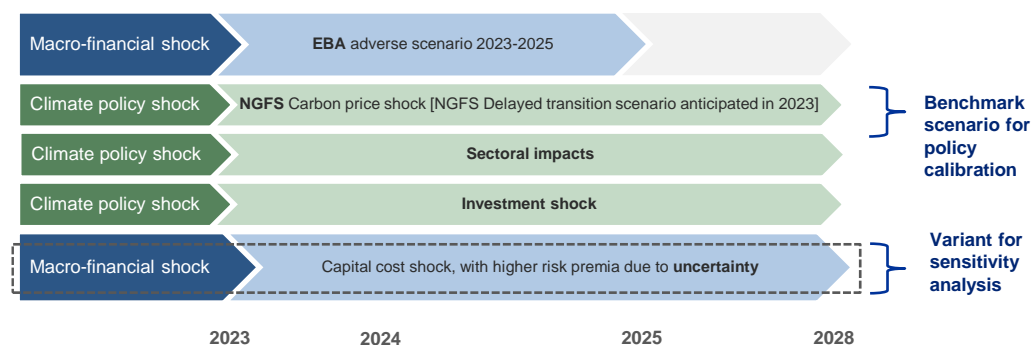 Macro-financial shock
EBA adverse scenario 2023-2025
Climate policy shock
NGFS Carbon price shock [NGFS Delayed transition scenario anticipated in 2023]
Benchmark
scenario for
policy
calibration
Climate policy shock
Sectoral impacts
Climate policy shock
Investment shock
Macro-financial shock
Capital cost shock, with higher risk premia due to uncertainty
Variant for
sensitivity
analysis
2023
2024
2025
2028